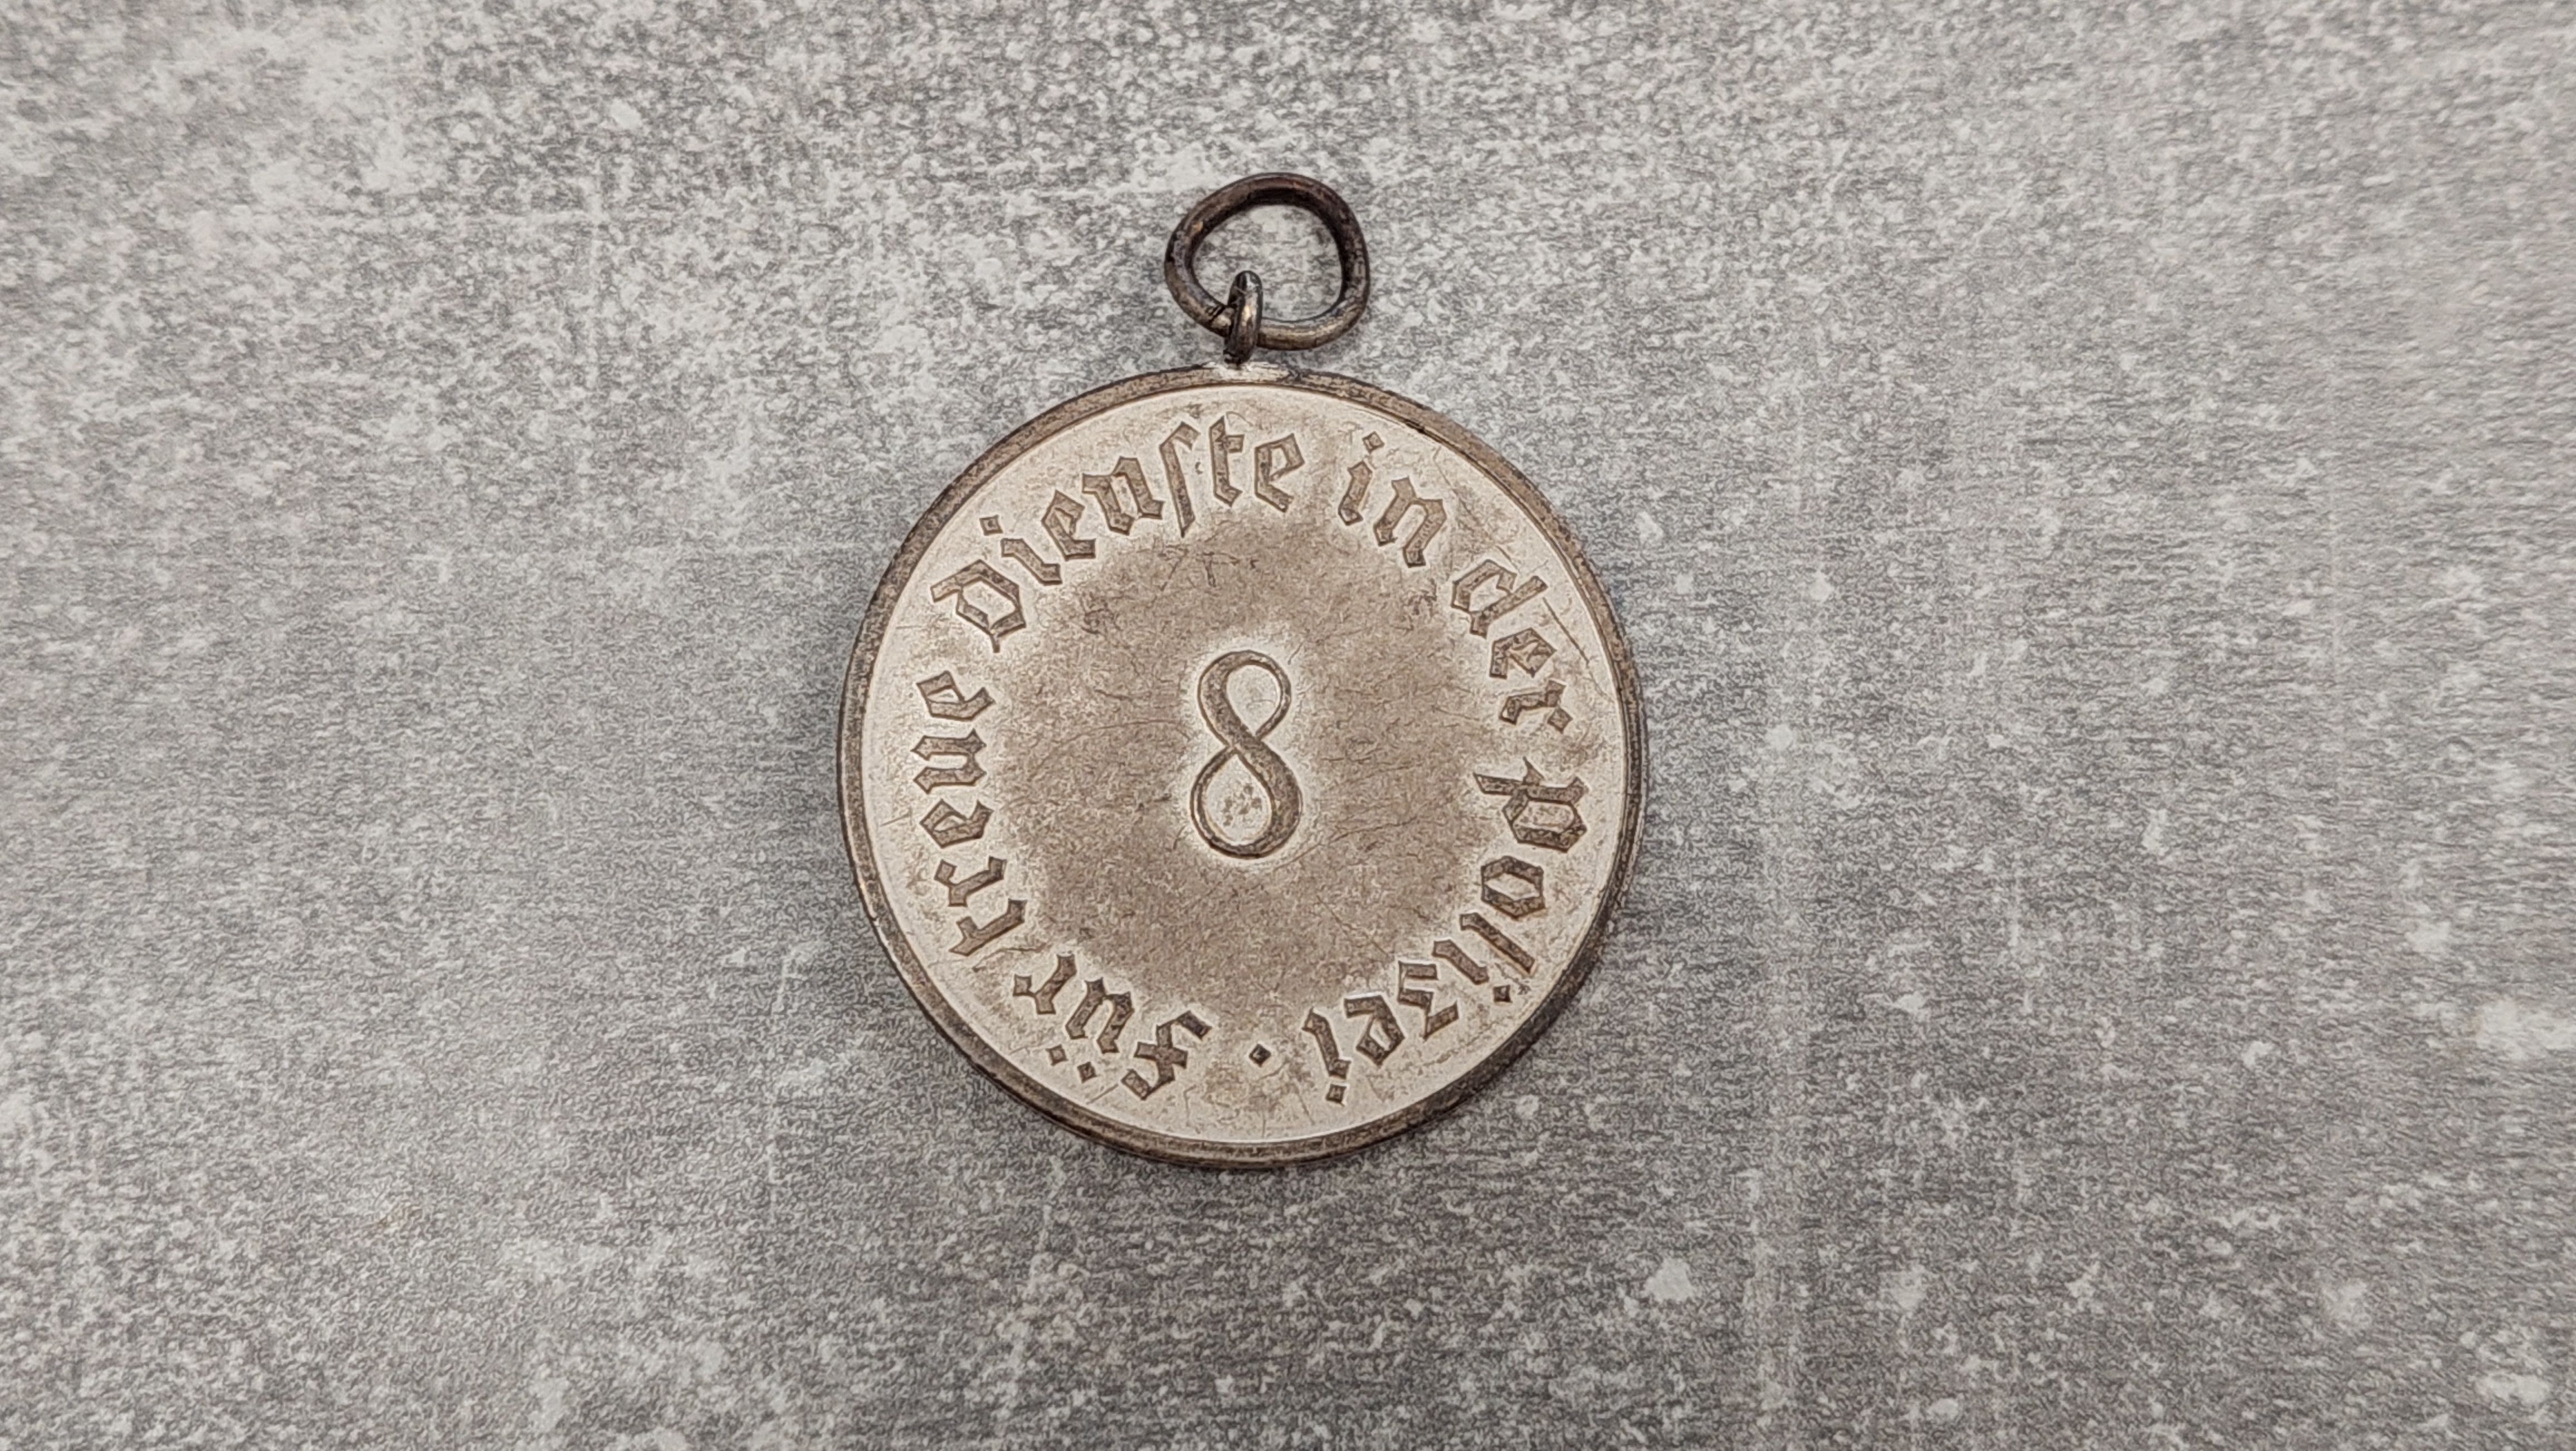 Für treue Dienste in der Polizei ·
8